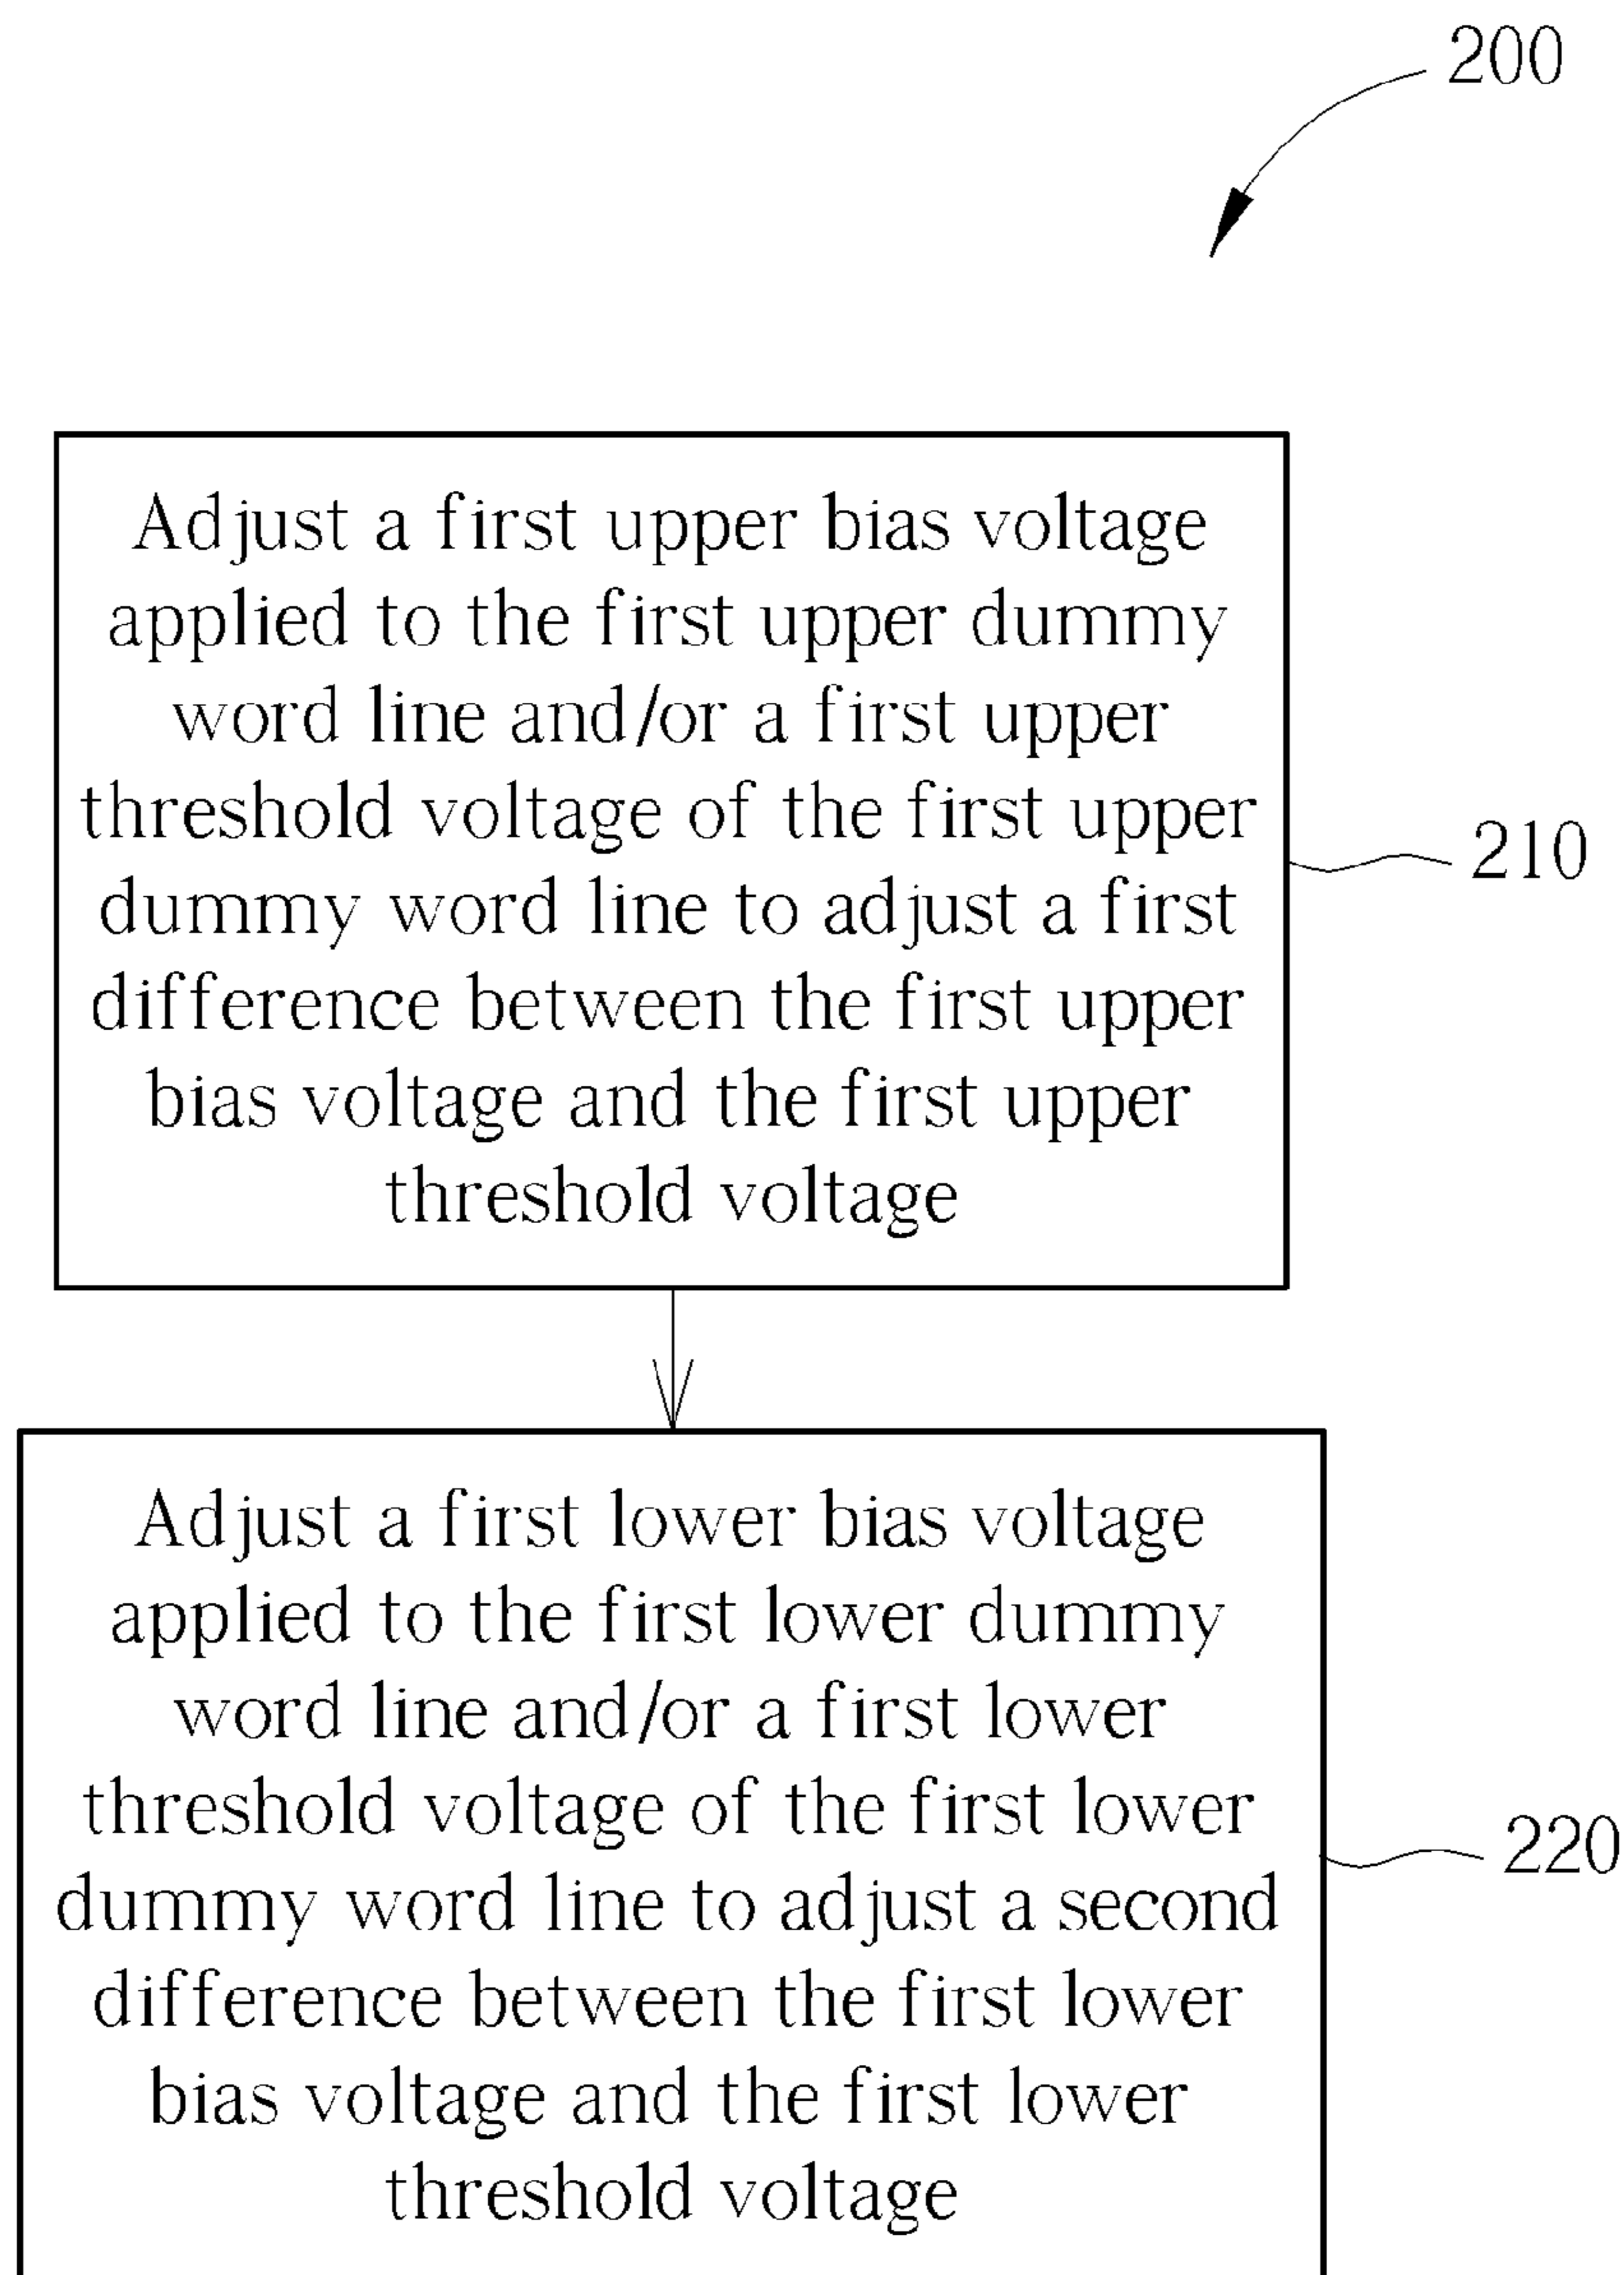 200
Adjust a first upper bias voltage
applied to the first upper dummy
word line and/or a first upper
threshold voltage of the first upper
dummy word line to adjust a first
difference between the first upper
bias voltage and the first upper
threshold voltage
210
Adjust a first lower bias voltage
applied to the first lower dummy
word line and/or a first lower
threshold voltage of the first lower
dummy word line to adjust a second
difference between the first lower
bias voltage and the first lower
threshold voltage
220